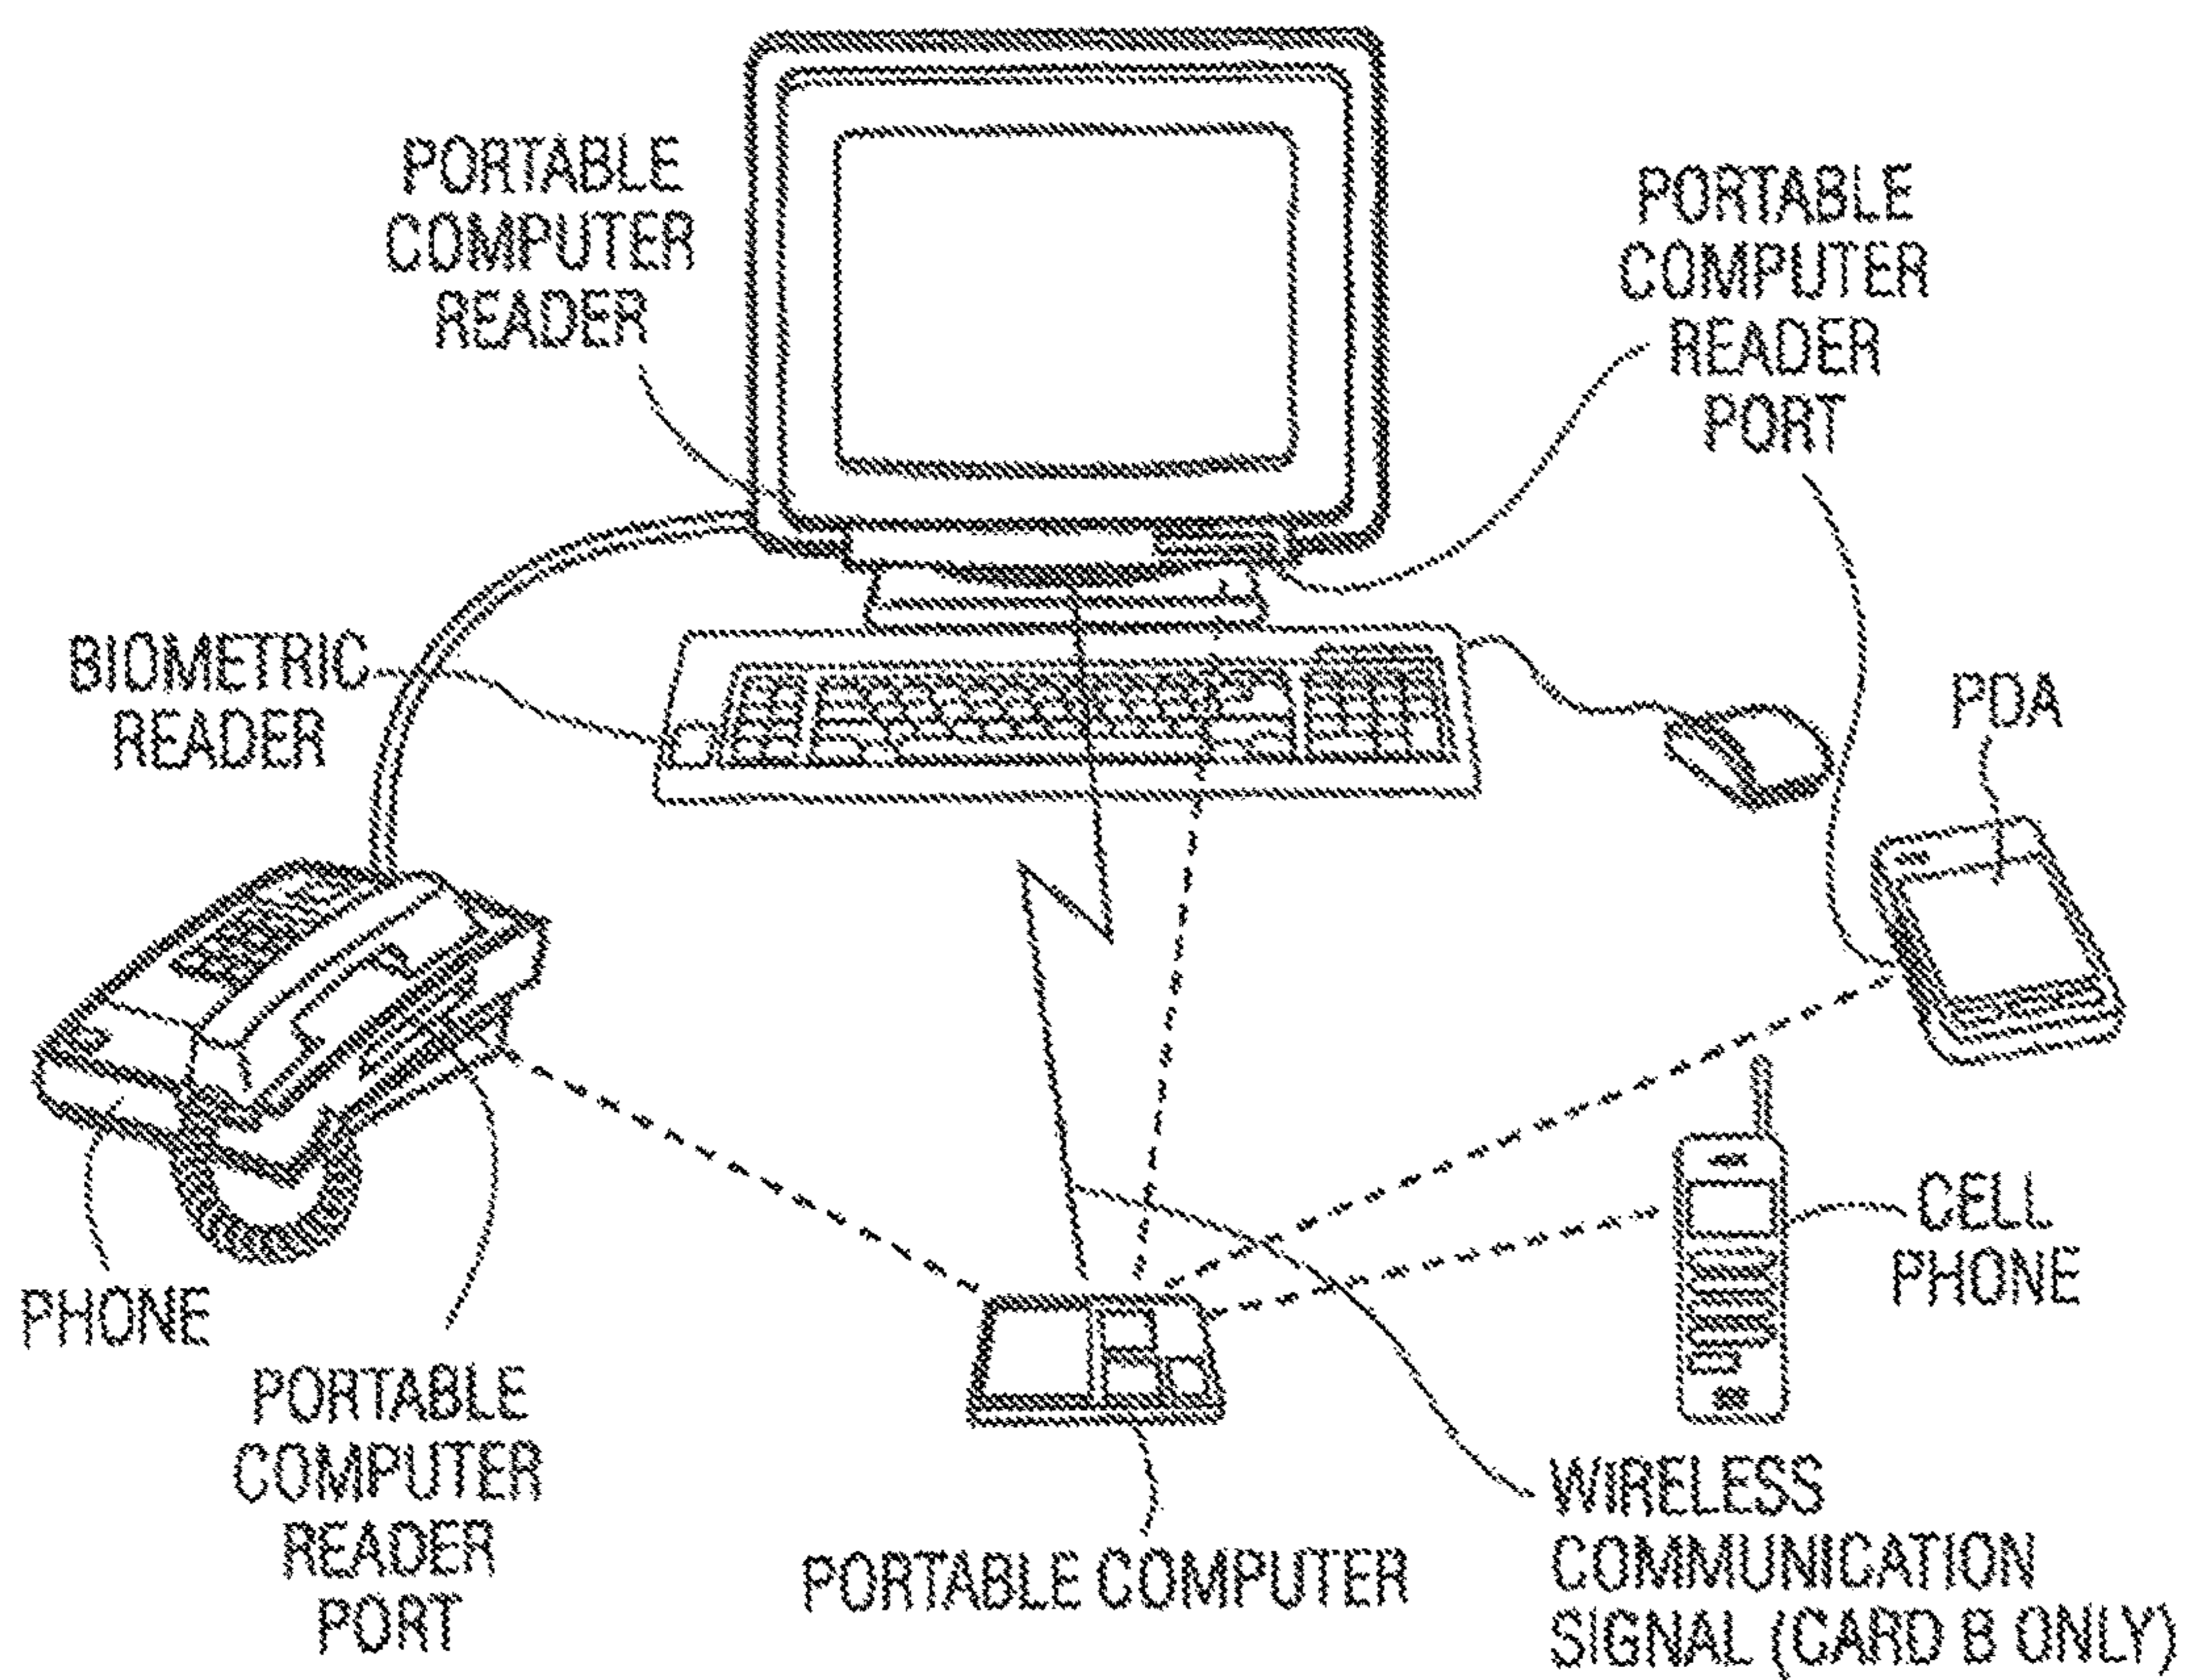 PORTABLE
COMPUTER
READER
PORTABLE
COMPUTER
READER
PORT
BIOMETRIC
READER
PDA
CELL
PHONE
PHONE
PORTABLE
COMPUTER
READER
PORT
PORTABLE COMPUTER
WIRELESS
COMMUNICATION
SIGNAL (CARD B ONLY)